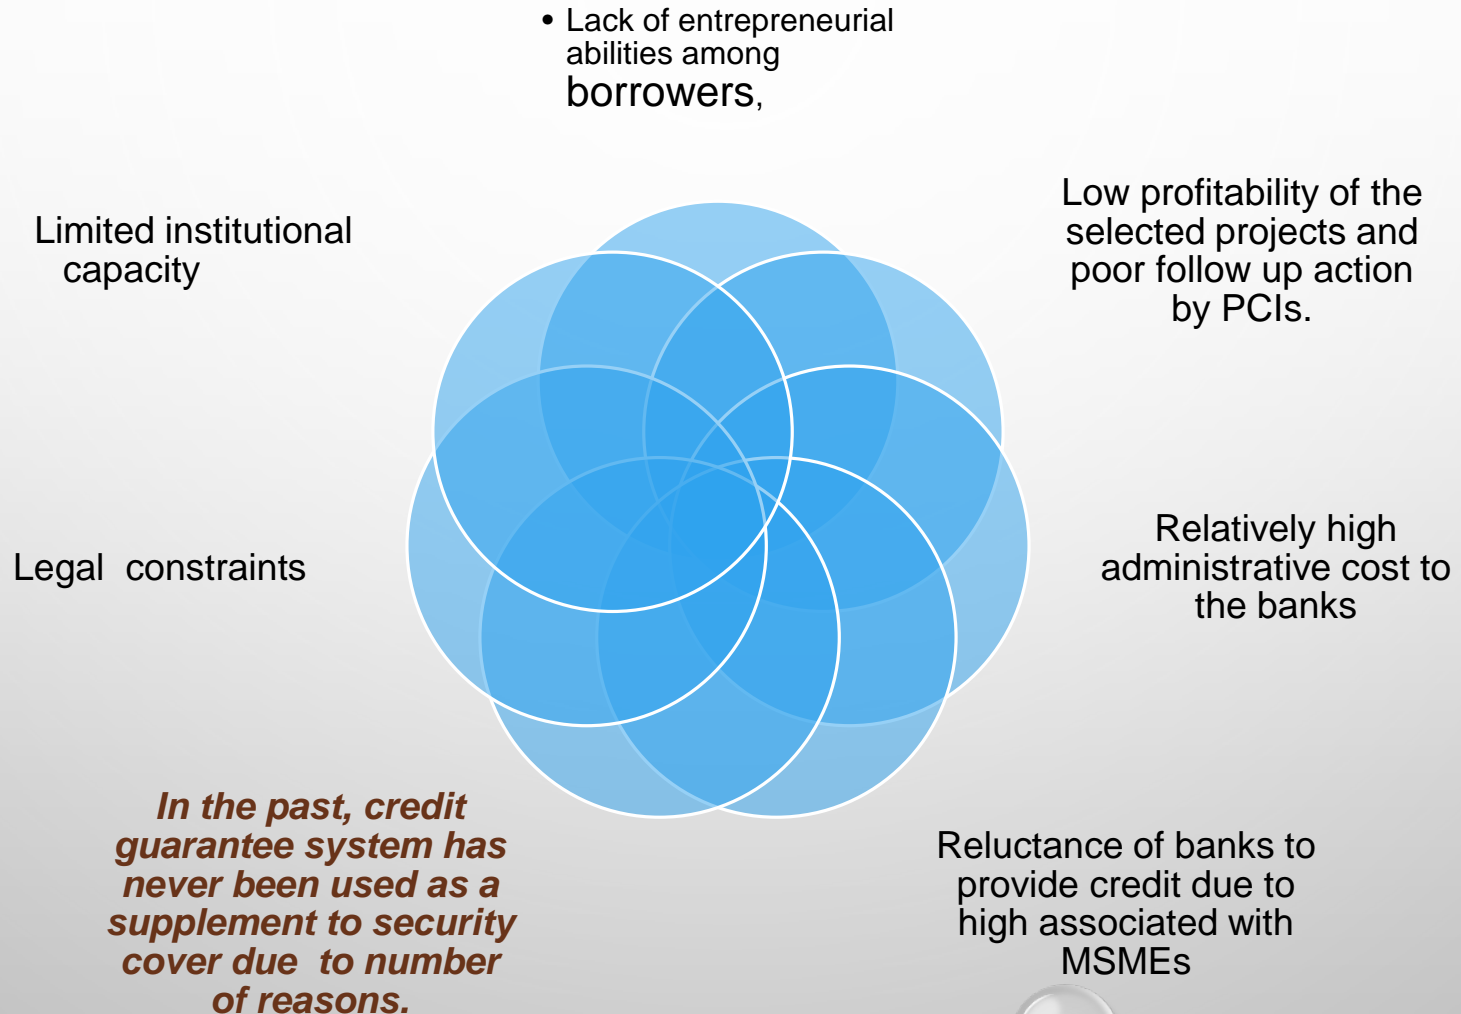 • Lack of entrepreneurial
abilities among
borrowers,
Low profitability of the
selected projects and
poor follow up action
by PCIs.
Relatively high
administrative cost to
the banks
Reluctance of banks to
provide credit due to
high associated with
MSMEs
In the past, credit
guarantee system has
never been used as a
supplement to security
cover due  to number
of reasons.
Legal  constraints
Limited institutional
capacity